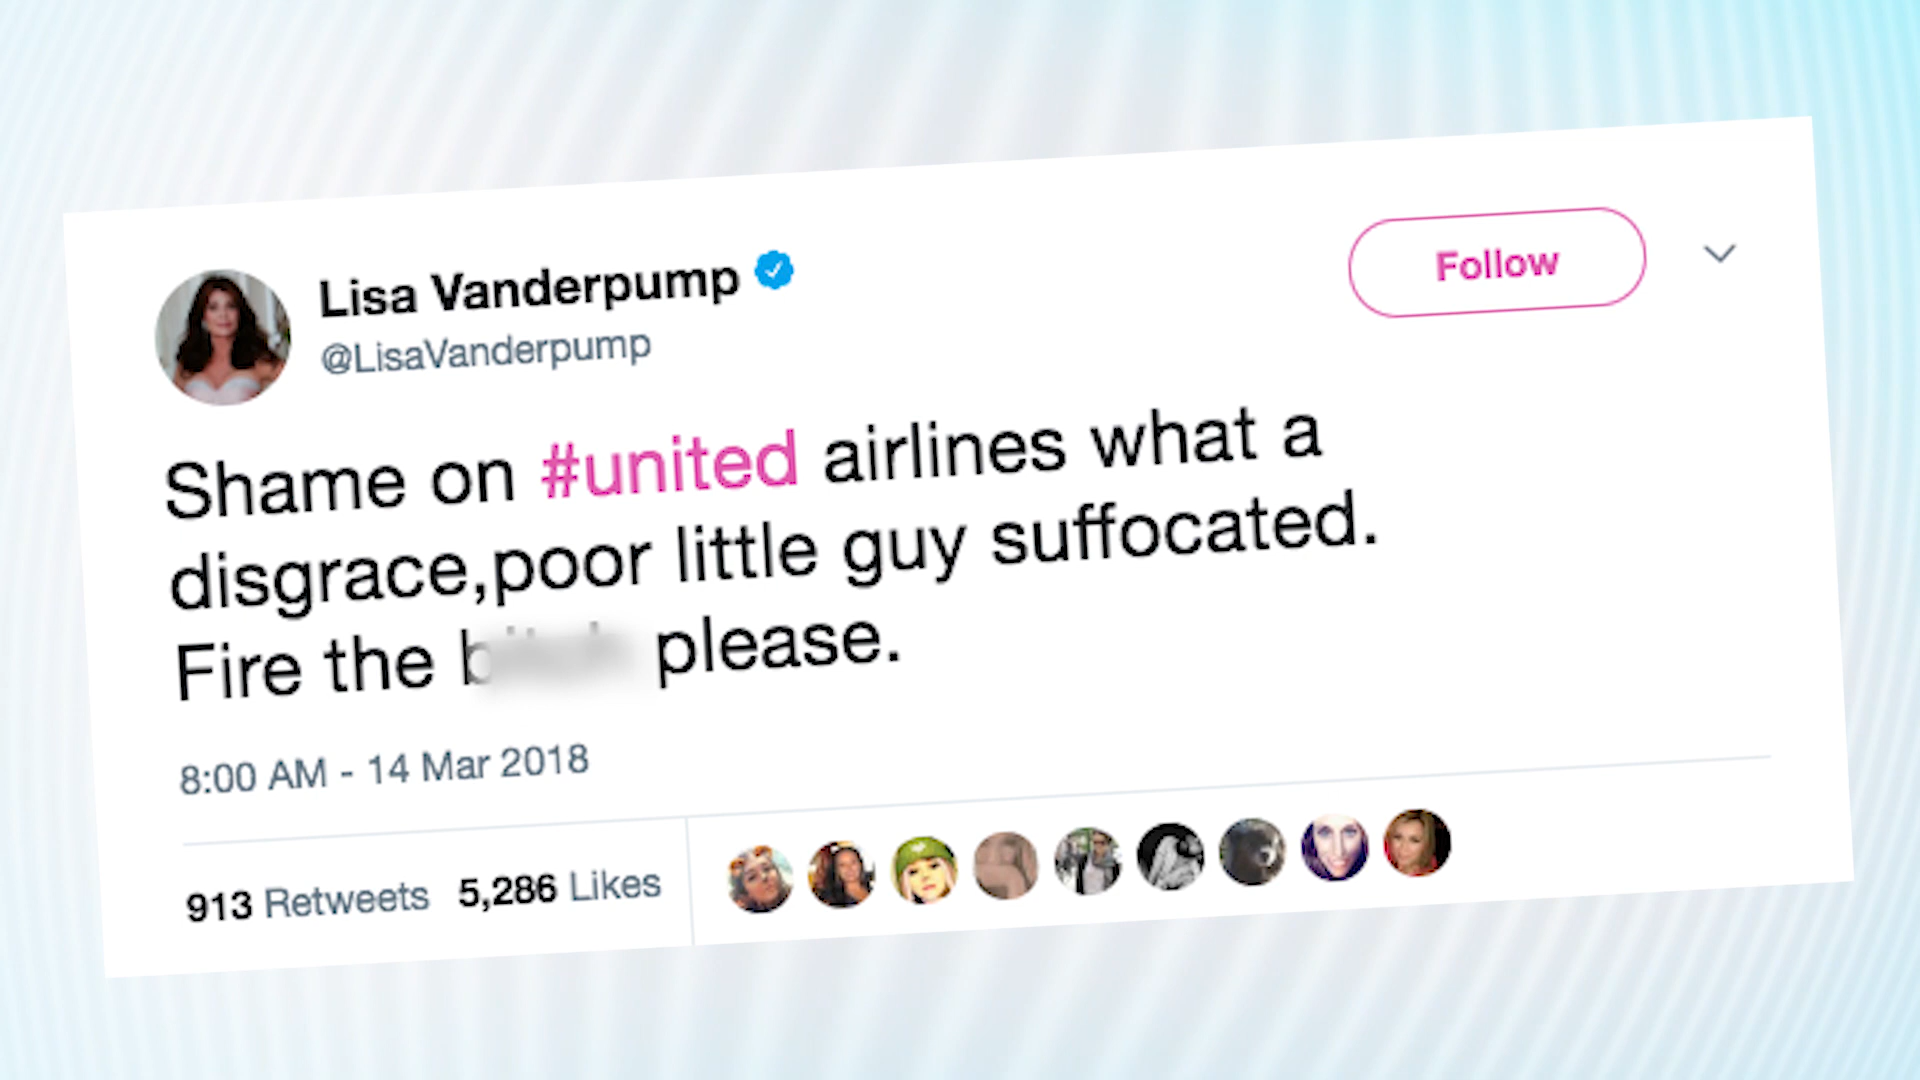 Lisa Vanderpump
@LisaVanderpump
Follow
Shame on #united airlines what a
disgrace,poor little guy suffocated.
Fire the please.
8:00 AM - 14 Mar 2018
913 Retweets 5,286 Likes